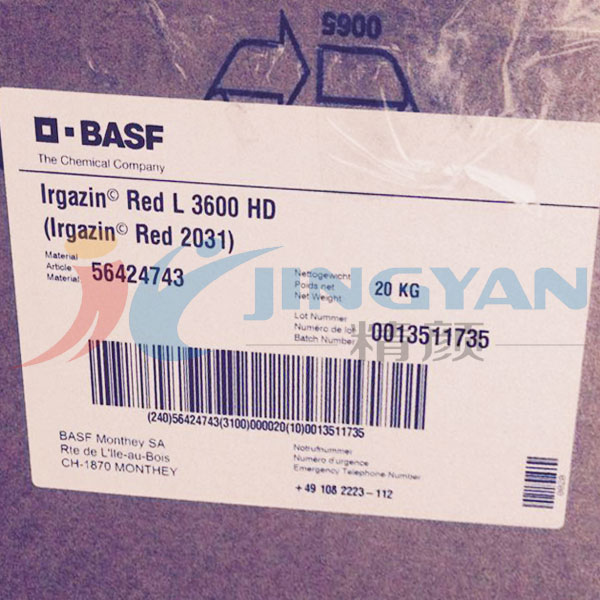 S900
BASF
The Chemical Company
Irgazin© Red L 3600 HD
(Irgazin© Red 2031)
Material
Article
Material:
56424743
Nettogewicht
Poids net
Net Weight
20 KG
JINGYAN
精颜
Lot Nummer
Numéro de lot
Batch Number
0013511735
(240)56424743(3100)000020(10)0013511735
BASF Monthey SA
Rte de L'Ile-au-Bois
CH-1870 MONTHEY
Notrufnummer
Numéro d'urgence
Emergency Telephone Number
+49 108 2223-112